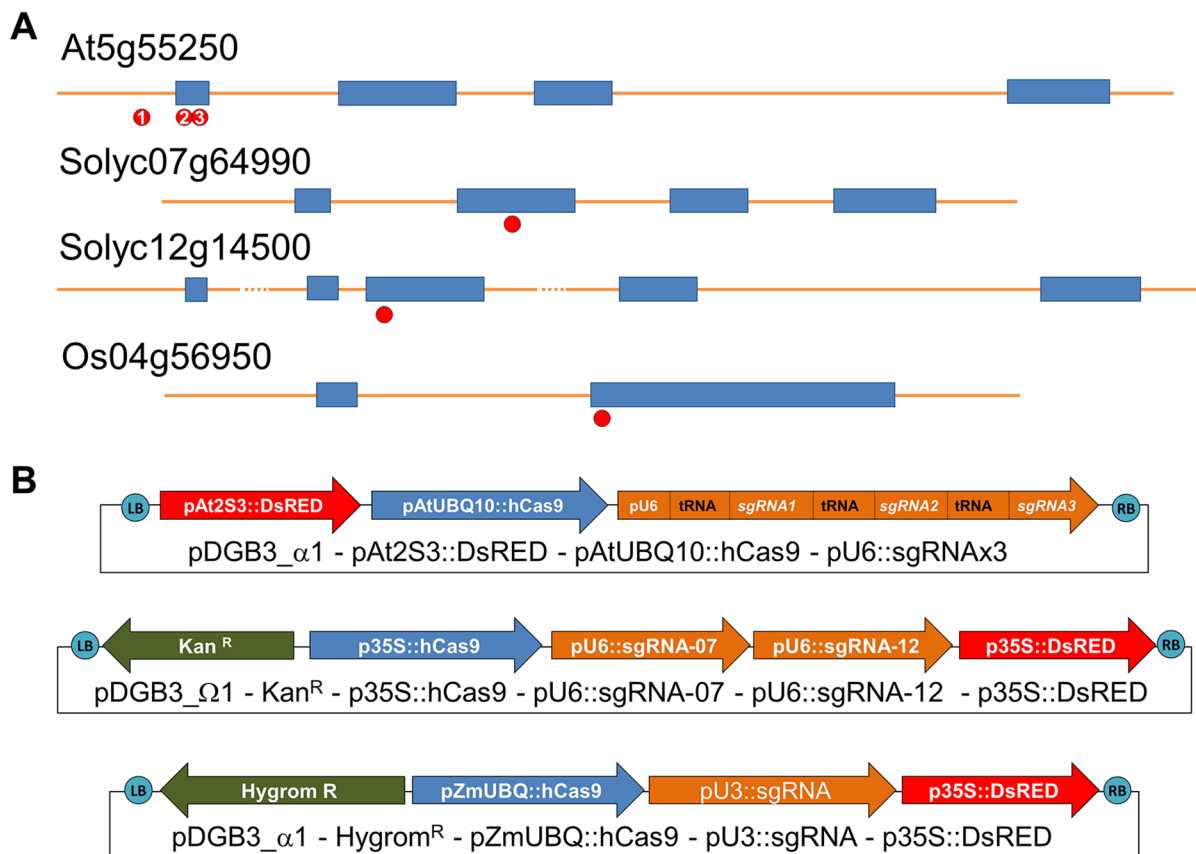 A
At5g55250
1 2 3
Solyc07g64990
Solyc12g14500
Os04g56950
B
LB pAt2S3::DsRED pAtUBQ10::hCas9 pU6 tRNA sgRNA1 tRNA sgRNA2 tRNA sgRNA3 RB
pDGB3_α1 - pAt2S3::DsRED - pAtUBQ10::hCas9 - pU6::sgRNAx3
LB Kan R p35S::hCas9 pU6::sgRNA-07 pU6::sgRNA-12 p35S::DsRED RB
pDGB3_Ω1 - KanR - p35S::hCas9 - pU6::sgRNA-07 - pU6::sgRNA-12 - p35S::DsRED
LB Hygrom R pZmUBQ::hCas9 pU3::sgRNA p35S::DsRED RB
pDGB3_α1 - HygromR - pZmUBQ::hCas9 - pU3::sgRNA - p35S::DsRED